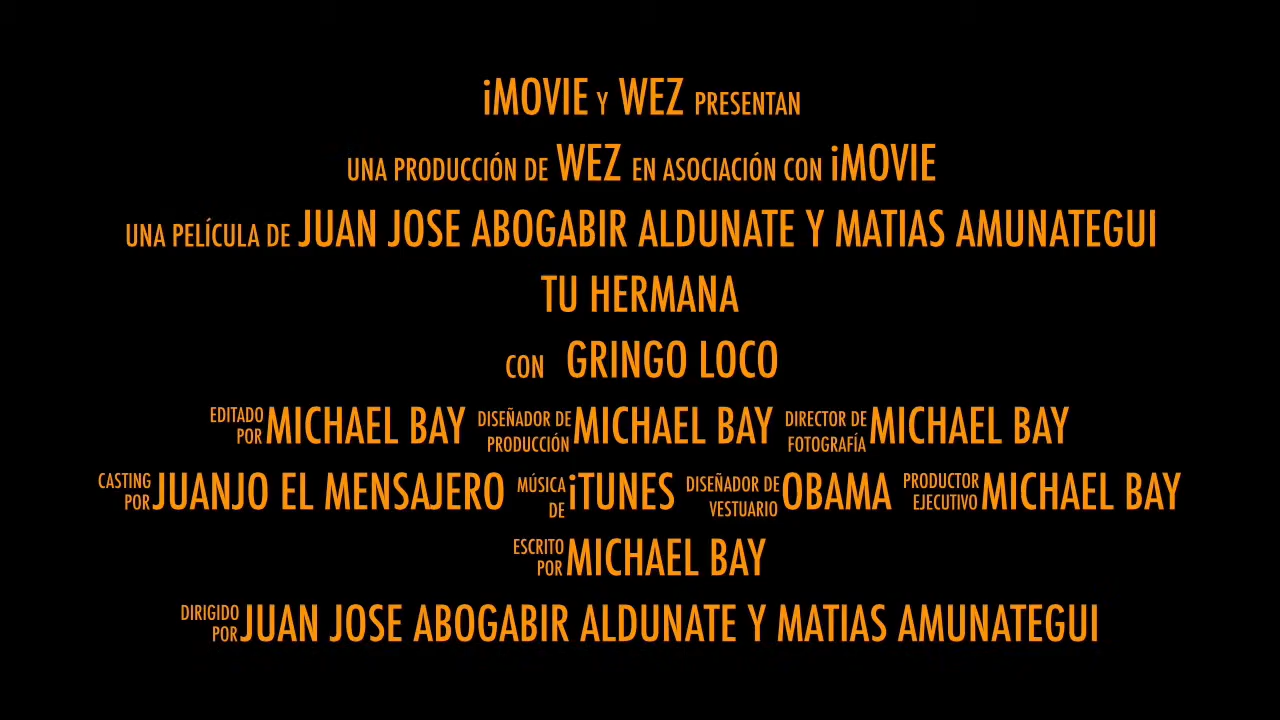 iMOVIE Y WEZ PRESENTAN
UNA PRODUCCIÓN DE WEZ EN ASOCIACIÓN CON iMOVIE
UNA PELÍCULA DE JUAN JOSE ABOGABIR ALDUNATE Y MATIAS AMUNATEGUI
TU HERMANA
CON GRINGO LOCO
EDITADO POR MICHAEL BAY DISEÑADOR DE PRODUCCIÓN MICHAEL BAY DIRECTOR DE FOTOGRAFÍA MICHAEL BAY
CASTING POR JUANJO EL MENSAJERO MÚSICA DE iTUNES DISEÑADOR DE VESTUARIO OBAMA PRODUCTOR EJECUTIVO MICHAEL BAY
ESCRITO POR MICHAEL BAY
DIRIGIDO POR JUAN JOSE ABOGABIR ALDUNATE Y MATIAS AMUNATEGUI